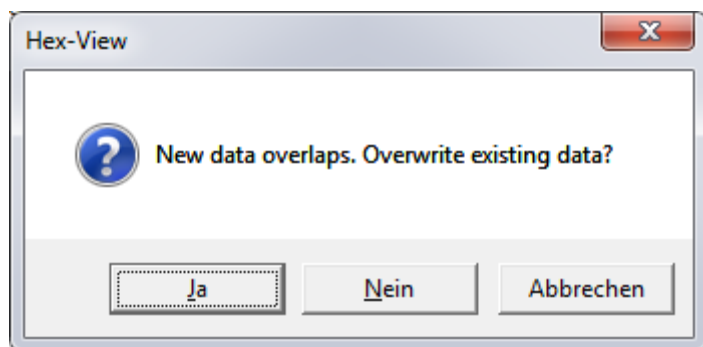 Hex-View
New data overlaps. Overwrite existing data?
Ja Nein Abbrechen